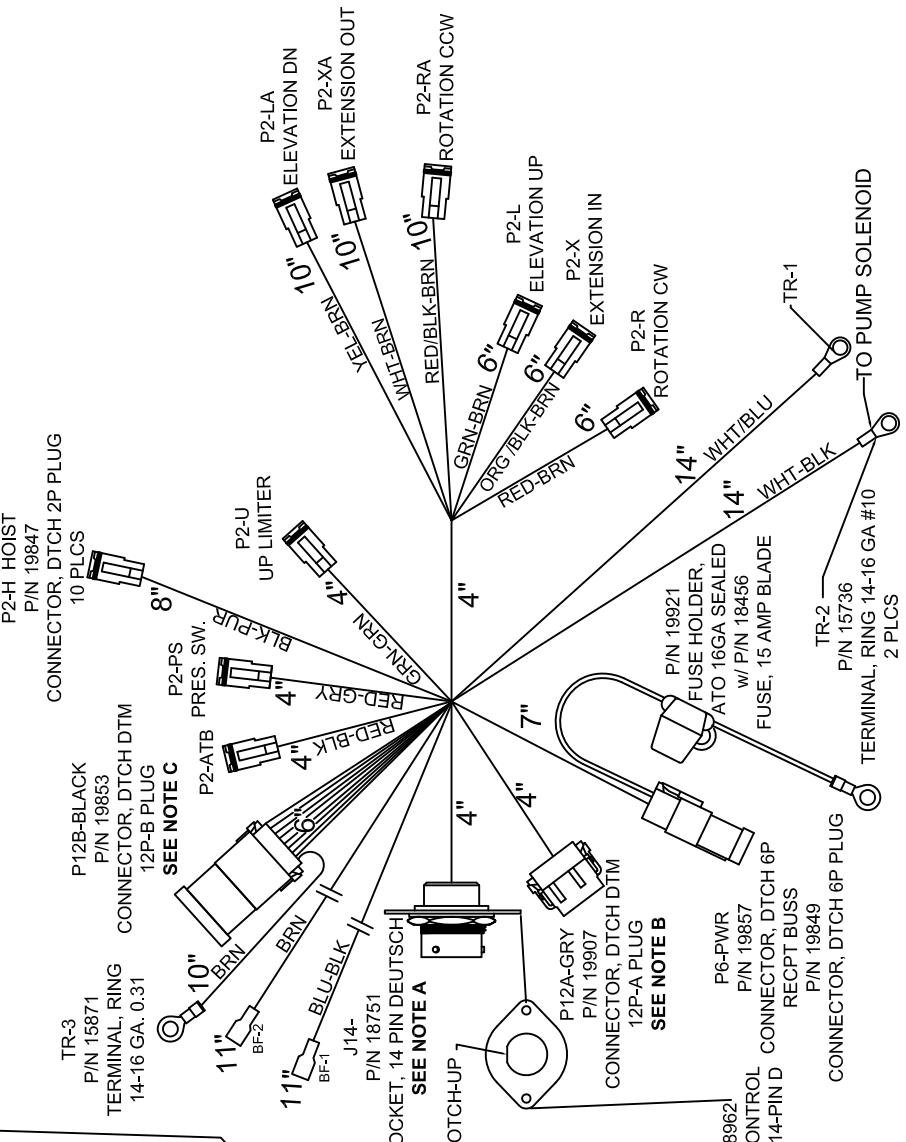 P2-LA
ELEVATION DN
P2-XA
EXTENSION OUT
P2-RA
ROTATION CCW
10"
YEL-BRN
10"
WHT-BRN
10"
RED/BLK-BRN
P2-L
ELEVATION UP
P2-X
EXTENSION IN
P2-R
ROTATION CW
6"
GRN-BRN
6"
ORG /BLK-BRN
6"
RED-BRN
P2-H HOIST
P/N 19847
CONNECTOR, DTCH 2P PLUG
10 PLCS
8"
BLK-PUR
P2-U
UP LIMITER
4"
GRN-GRN
P2-PS
PRES. SW.
4"
RED-GRY
P2-ATB
4"
RED-BLK
4"
P12B-BLACK
P/N 19853
CONNECTOR, DTCH DTM
12P-B PLUG
SEE NOTE C
6"
TR-3
P/N 15871
TERMINAL, RING
14-16 GA. 0.31
10"
BRN
11"
BF-2
BRN
11"
BF-1
BLU-BLK
J14-
P/N 18751
OCKET, 14 PIN DEUTSCH
SEE NOTE A
4"
OTCH-UP
8962
ONTROL
14-PIN D
P12A-GRY
P/N 19907
CONNECTOR, DTCH DTM
12P-A PLUG
SEE NOTE B
4"
P6-PWR
P/N 19857
CONNECTOR, DTCH 6P
RECPT BUSS
P/N 19849
CONNECTOR, DTCH 6P PLUG
7"
P/N 19921
FUSE HOLDER,
ATO 16GA SEALED
w/ P/N 18456
FUSE, 15 AMP BLADE
14"
WHT/BLU
TR-1
14"
WHT-BLK
TO PUMP SOLENOID
TR-2
P/N 15736
TERMINAL, RING 14-16 GA #10
2 PLCS